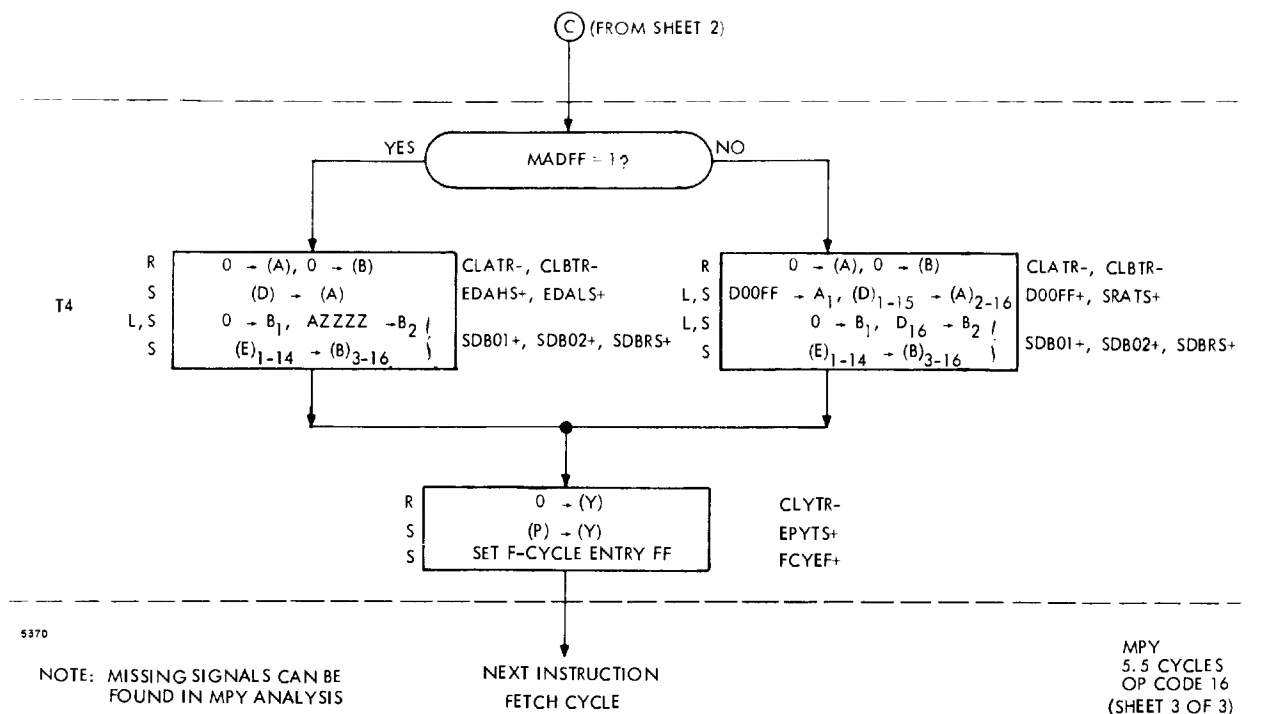 C (FROM SHEET 2)
YES
MADFF = 1?
NO
T4
R 0 → (A), 0 → (B) CLATR-, CLBTR-
S (D) → (A) EDAHS+, EDALS+
L, S 0 → B1, AZZZZ → B2
S (E)1-14 → (B)3-16 SDB01+, SDB02+, SDBRS+
R 0 → (A), 0 → (B) CLATR-, CLBTR-
L, S D00FF → A1, (D)1-15 → (A)2-16 D00FF+, SRATS+
L, S 0 → B1, D16 → B2
S (E)1-14 → (B)3-16 SDB01+, SDB02+, SDBRS+
R 0 → (Y) CLYTR-
S (P) → (Y) EPYTS+
S SET F-CYCLE ENTRY FF FCYEF+
5370
NOTE: MISSING SIGNALS CAN BE
FOUND IN MPY ANALYSIS
NEXT INSTRUCTION
FETCH CYCLE
MPY
5.5 CYCLES
OP CODE 16
(SHEET 3 OF 3)